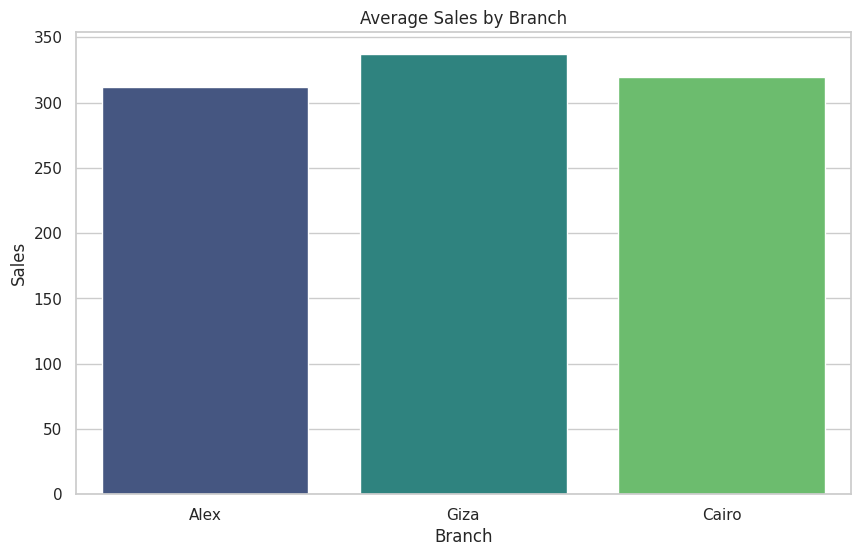 Average Sales by Branch
350
300
250
200
150
100
50
0
Sales
Alex
Giza
Cairo
Branch